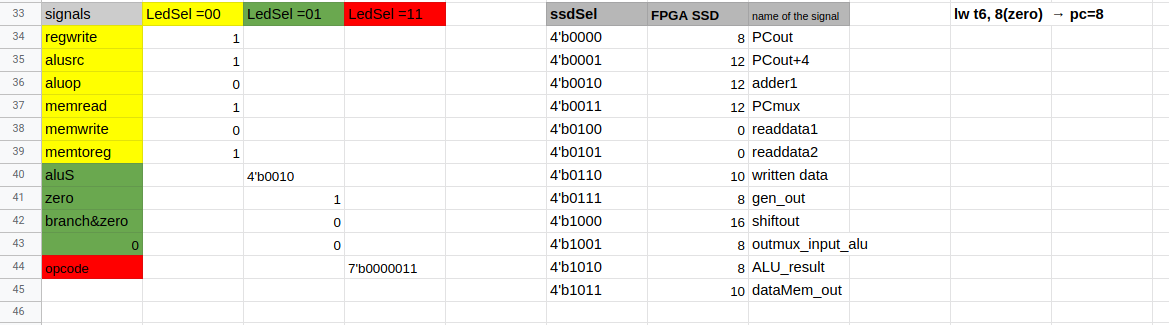 33 signals LedSel =00 LedSel =01 LedSel =11 ssdSel FPGA SSD name of the signal lw t6, 8(zero) → pc=8
34 regwrite 1 4'b0000 8 PCout
35 alusrc 1 4'b0001 12 PCout+4
36 aluop 0 4'b0010 12 adder1
37 memread 1 4'b0011 12 PCmux
38 memwrite 0 4'b0100 0 readdata1
39 memtoreg 1 4'b0101 0 readdata2
40 aluS 4'b0010 4'b0110 10 written data
41 zero 1 4'b0111 8 gen_out
42 branch&zero 0 4'b1000 16 shiftout
43 0 0 4'b1001 8 outmux_input_alu
44 opcode 7'b0000011 4'b1010 8 ALU_result
45 4'b1011 10 dataMem_out
46